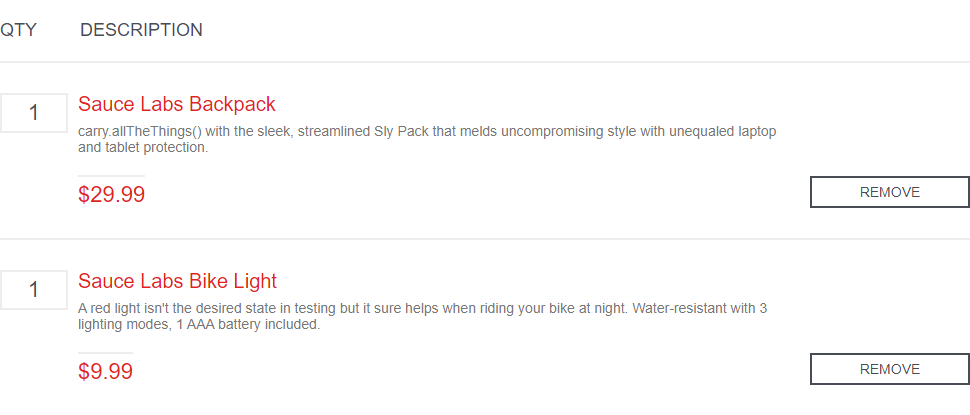 QTY DESCRIPTION
1 Sauce Labs Backpack
carry.allTheThings() with the sleek, streamlined Sly Pack that melds uncompromising style with unequaled laptop
and tablet protection.
$29.99 REMOVE
1 Sauce Labs Bike Light
A red light isn't the desired state in testing but it sure helps when riding your bike at night. Water-resistant with 3
lighting modes, 1 AAA battery included.
$9.99 REMOVE